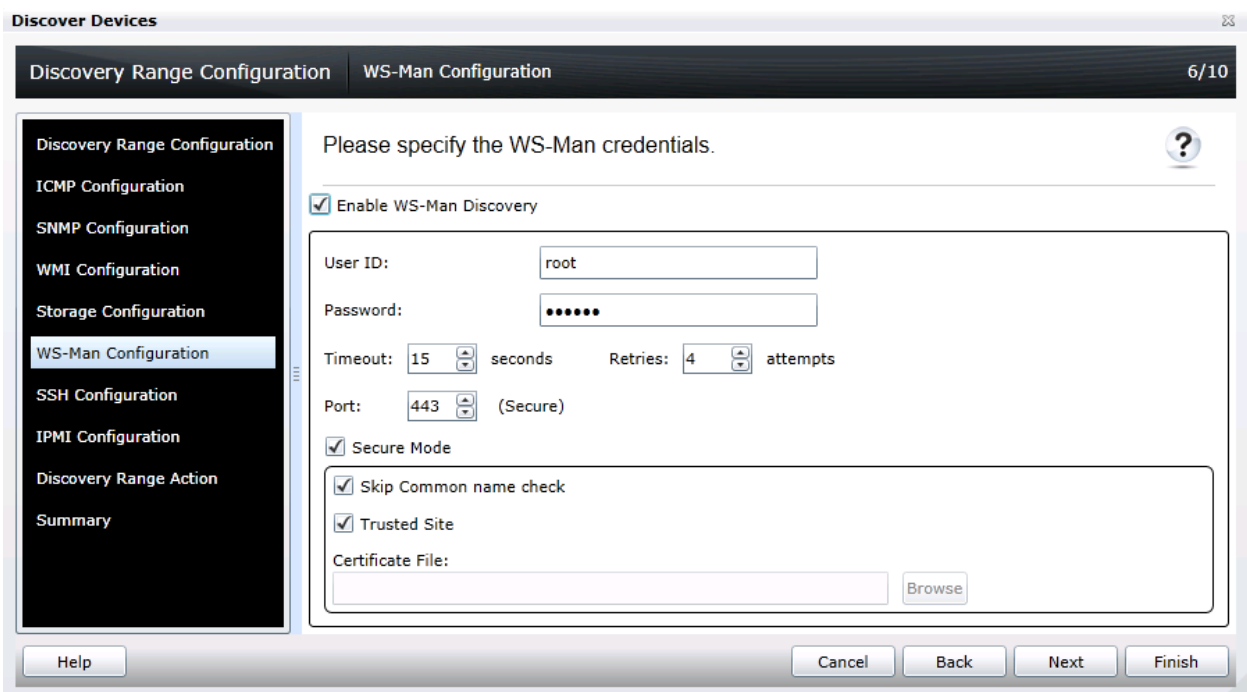 Discover Devices
Discovery Range Configuration WS-Man Configuration 6/10
Discovery Range Configuration
ICMP Configuration
SNMP Configuration
WMI Configuration
Storage Configuration
WS-Man Configuration
SSH Configuration
IPMI Configuration
Discovery Range Action
Summary
Please specify the WS-Man credentials. ?
Enable WS-Man Discovery
User ID: root
Password: ••••••
Timeout: 15 seconds Retries: 4 attempts
Port: 443 (Secure)
Secure Mode
Skip Common name check
Trusted Site
Certificate File:
Browse
Help Cancel Back Next Finish